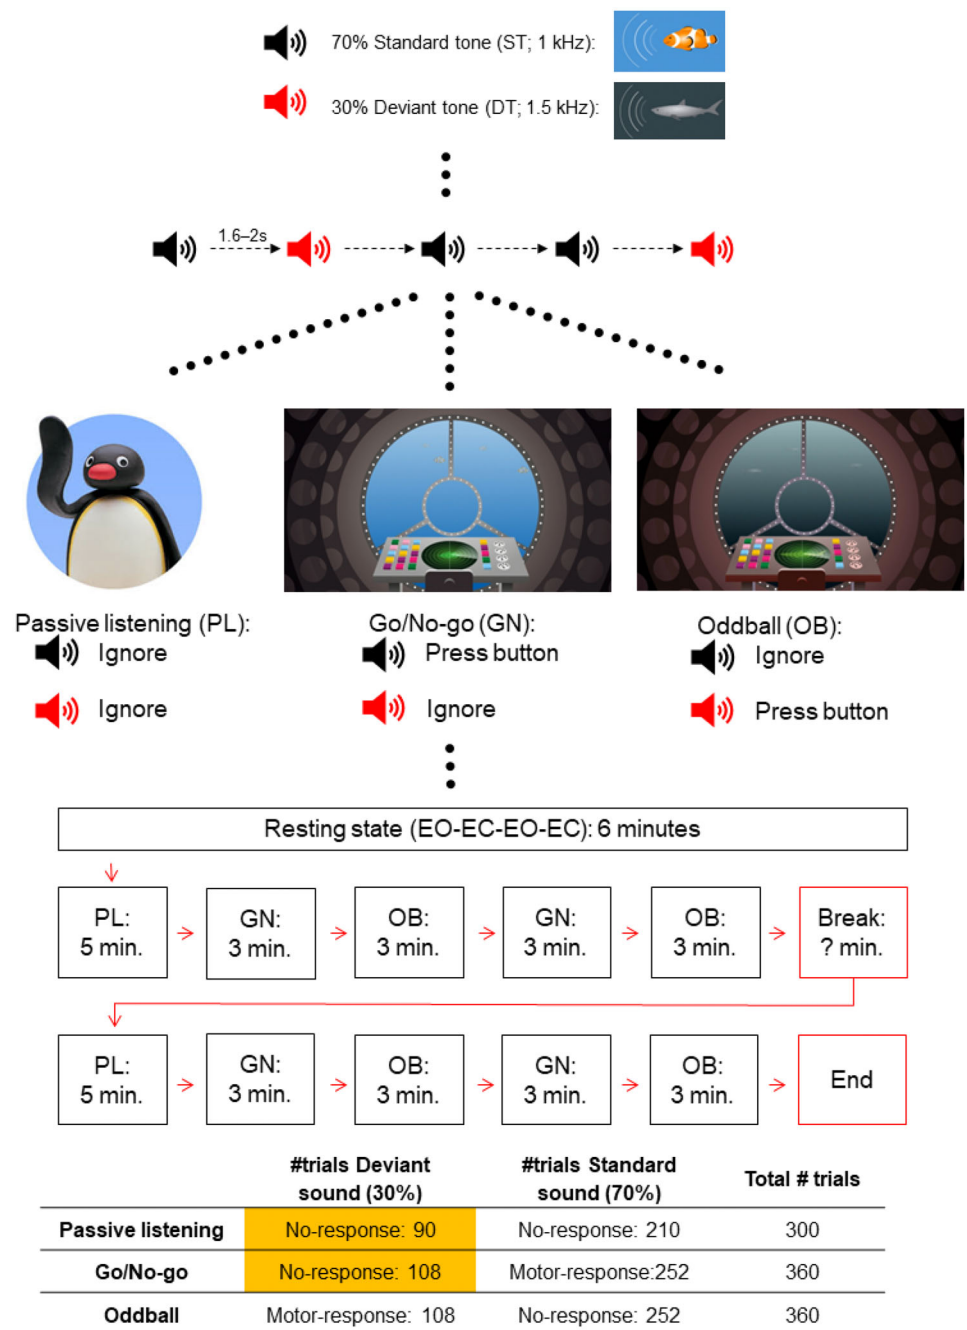 70% Standard tone (ST; 1 kHz):
30% Deviant tone (DT; 1.5 kHz):
1.6–2s
Passive listening (PL):
Ignore
Ignore
Go/No-go (GN):
Press button
Ignore
Oddball (OB):
Ignore
Press button
Resting state (EO-EC-EO-EC): 6 minutes
PL:
5 min.
GN:
3 min.
OB:
3 min.
GN:
3 min.
OB:
3 min.
Break:
? min.
PL:
5 min.
GN:
3 min.
OB:
3 min.
GN:
3 min.
OB:
3 min.
End
#trials Deviant sound (30%) #trials Standard sound (70%) Total # trials
Passive listening No-response: 90 No-response: 210 300
Go/No-go No-response: 108 Motor-response:252 360
Oddball Motor-response: 108 No-response: 252 360